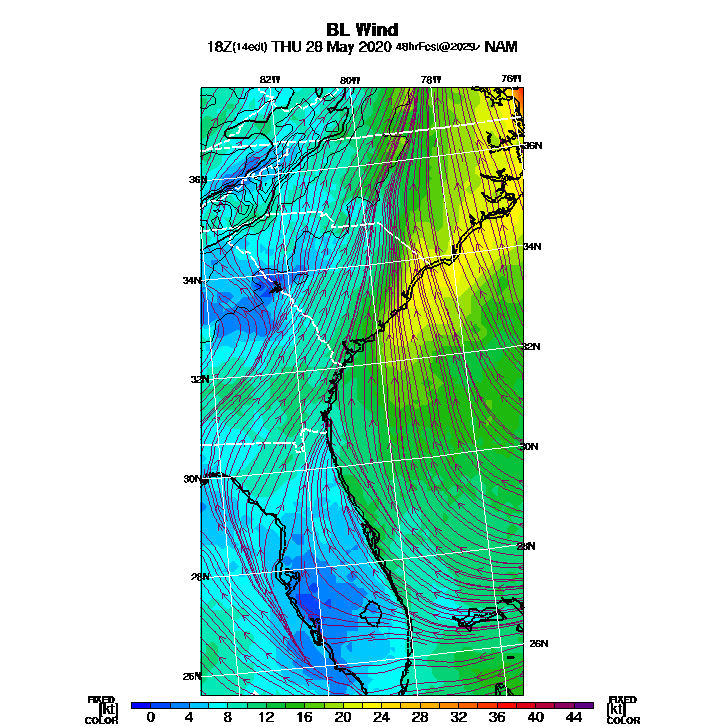 BL Wind
18Z(14edt) THU 28 May 2020 48hrFcst@2029z NAM
82W 80W 78W 76W
36N
36N
34N
34N
32N
32N
30N
30N
28N
28N
26N
26N
FIXED FIXED
[kt] 0 4 8 12 16 20 24 28 32 36 40 44 [kt]
COLOR COLOR